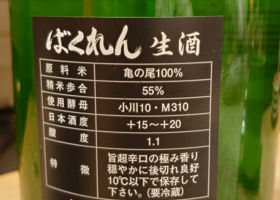 ばくれん 生酒
原料米 亀の尾100%
精米歩合 55%
使用酵母 小川10・M310
日本酒度 +15〜+20
酸度 1.1
特徴 旨超辛口の極み香り
穏やかに後切れ良好
10℃以下で保存して
下さい。(要冷蔵)